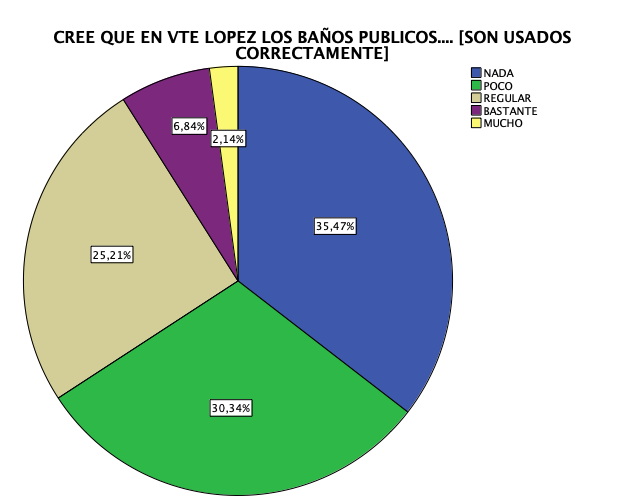 CREE QUE EN VTE LOPEZ LOS BAÑOS PUBLICOS.... [SON USADOS
CORRECTAMENTE]
NADA
POCO
REGULAR
BASTANTE
MUCHO
6,84%
2,14%
35,47%
25,21%
30,34%